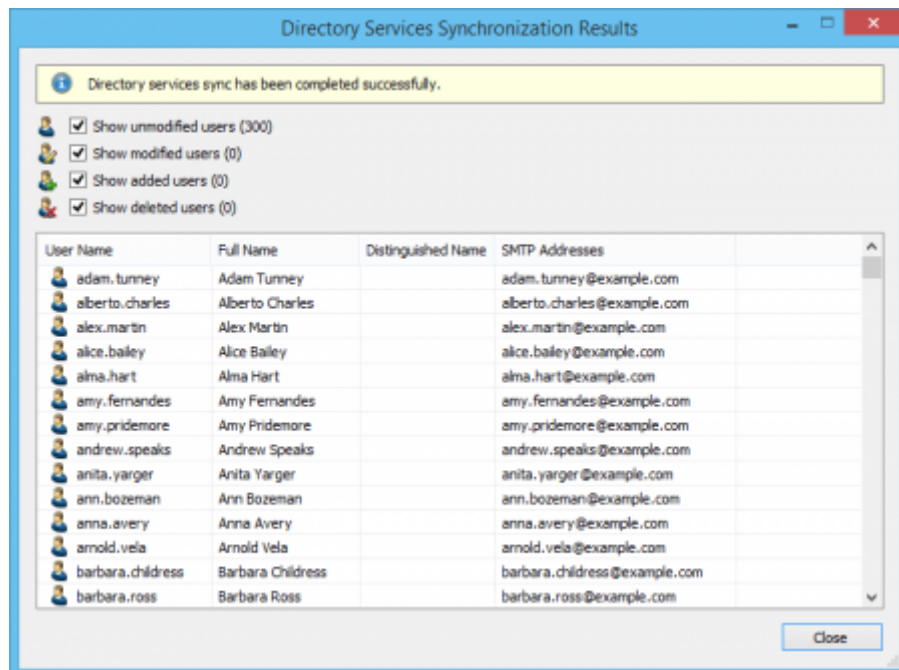 Directory Services Synchronization Results
Directory services sync has been completed successfully.
Show unmodified users (300)
Show modified users (0)
Show added users (0)
Show deleted users (0)
User Name Full Name Distinguished Name SMTP Addresses
adam.tunney Adam Tunney adam.tunney@example.com
alberto.charles Alberto Charles alberto.charles@example.com
alex.martin Alex Martin alex.martin@example.com
alice.bailey Alice Bailey alice.bailey@example.com
alma.hart Alma Hart alma.hart@example.com
amy.fernandes Amy Fernandes amy.fernandes@example.com
amy.pridemore Amy Pridemore amy.pridemore@example.com
andrew.speaks Andrew Speaks andrew.speaks@example.com
anita.yarger Anita Yarger anita.yarger@example.com
ann.bozeman Ann Bozeman ann.bozeman@example.com
anna.avery Anna Avery anna.avery@example.com
arnold.vela Arnold Vela arnold.vela@example.com
barbara.childress Barbara Childress barbara.childress@example.com
barbara.ross Barbara Ross barbara.ross@example.com
Close